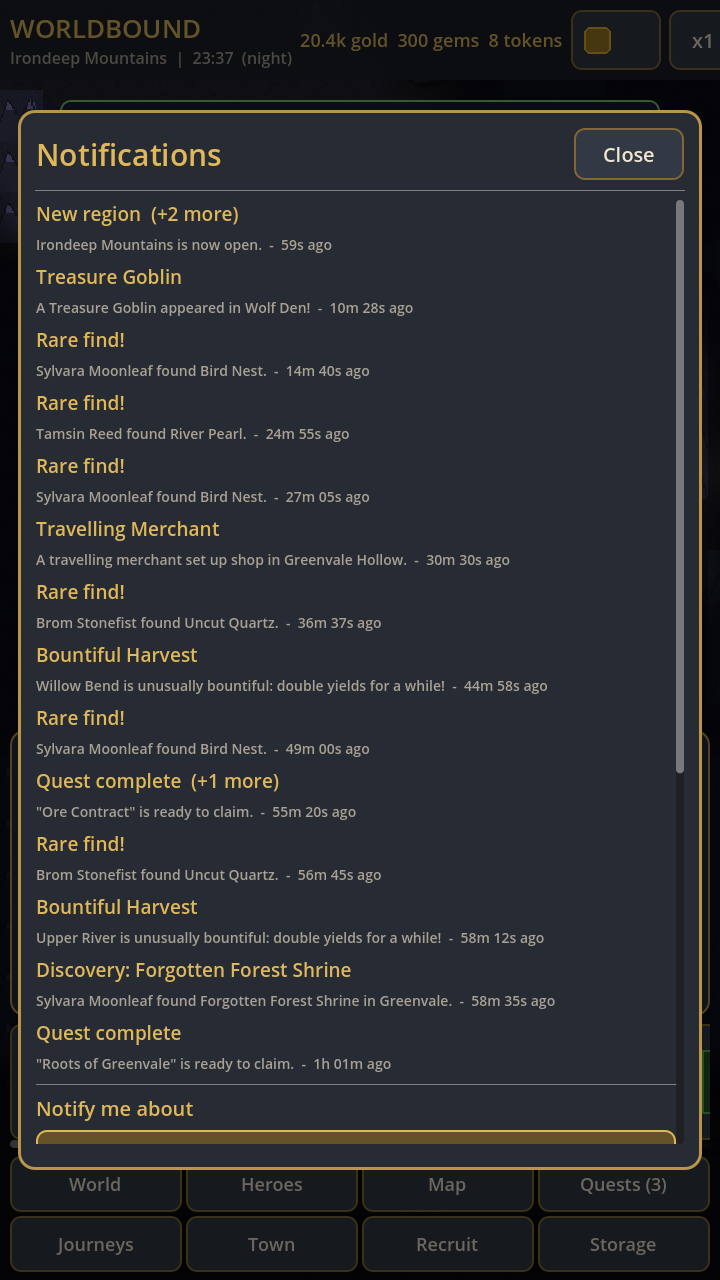 WORLDBOUND
Irondeep Mountains | 23:37 (night)
20.4k gold 300 gems 8 tokens
x1
Notifications
Close
New region (+2 more)
Irondeep Mountains is now open. - 59s ago
Treasure Goblin
A Treasure Goblin appeared in Wolf Den! - 10m 28s ago
Rare find!
Sylvara Moonleaf found Bird Nest. - 14m 40s ago
Rare find!
Tamsin Reed found River Pearl. - 24m 55s ago
Rare find!
Sylvara Moonleaf found Bird Nest. - 27m 05s ago
Travelling Merchant
A travelling merchant set up shop in Greenvale Hollow. - 30m 30s ago
Rare find!
Brom Stonefist found Uncut Quartz. - 36m 37s ago
Bountiful Harvest
Willow Bend is unusually bountiful: double yields for a while! - 44m 58s ago
Rare find!
Sylvara Moonleaf found Bird Nest. - 49m 00s ago
Quest complete (+1 more)
"Ore Contract" is ready to claim. - 55m 20s ago
Rare find!
Brom Stonefist found Uncut Quartz. - 56m 45s ago
Bountiful Harvest
Upper River is unusually bountiful: double yields for a while! - 58m 12s ago
Discovery: Forgotten Forest Shrine
Sylvara Moonleaf found Forgotten Forest Shrine in Greenvale. - 58m 35s ago
Quest complete
"Roots of Greenvale" is ready to claim. - 1h 01m ago
Notify me about
World
Heroes
Map
Quests (3)
Journeys
Town
Recruit
Storage